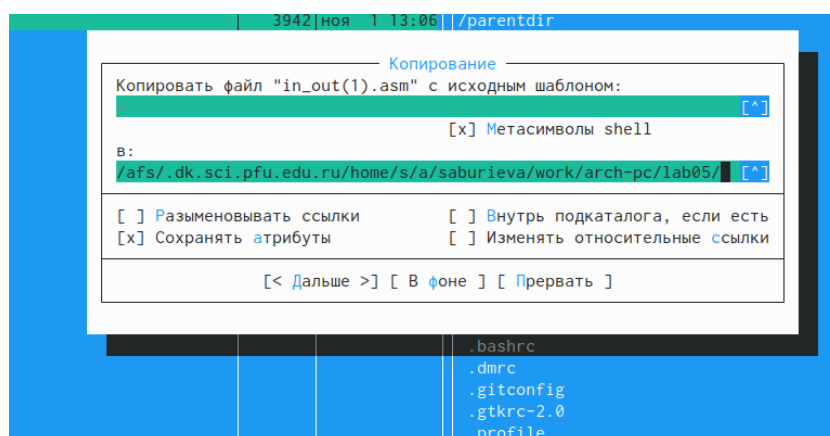 3942 ноя 1 13:06 /parentdir
Копирование
Копировать файл "in_out(1).asm" с исходным шаблоном:
[^]
[x] Метасимволы shell
в:
/afs/.dk.sci.pfu.edu.ru/home/s/a/saburieva/work/arch-pc/lab05/ [^]
[ ] Разыменовывать ссылки [ ] Внутрь подкаталога, если есть
[x] Сохранять атрибуты [ ] Изменять относительные ссылки
[< Дальше >] [ В фоне ] [ Прервать ]
.bashrc
.dmrc
.gitconfig
.gtkrc-2.0
.profile